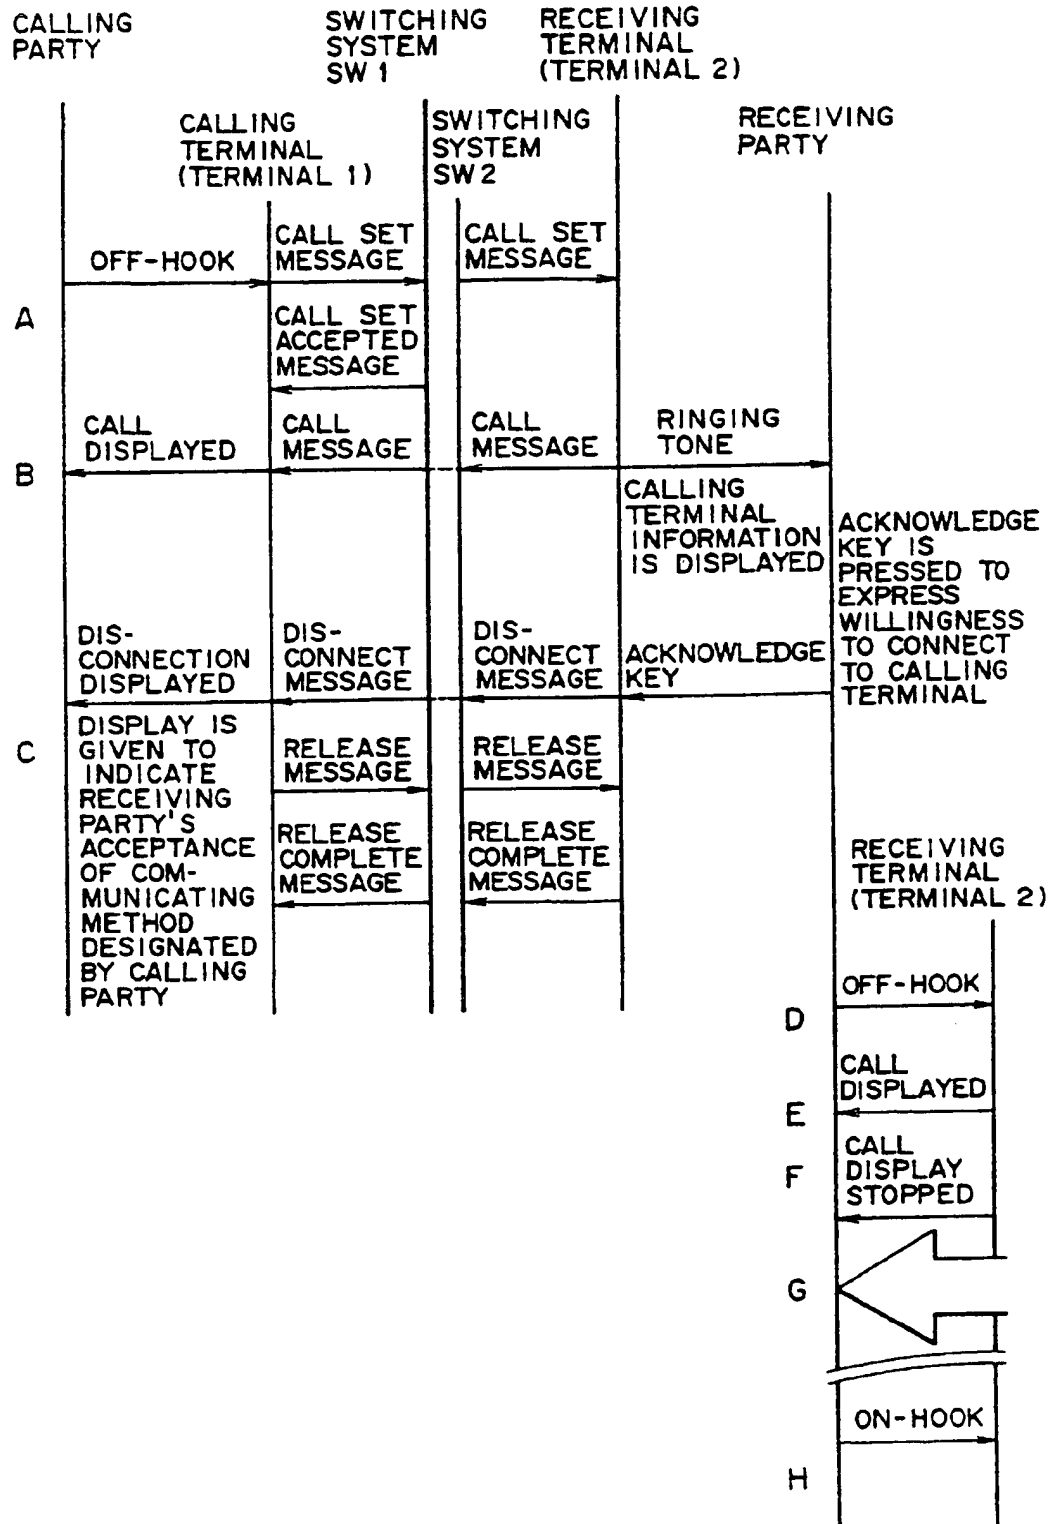 CALLING
PARTY
SWITCHING
SYSTEM
SW 1
RECEIVING
TERMINAL
(TERMINAL 2)
CALLING
TERMINAL
(TERMINAL 1)
SWITCHING
SYSTEM
SW2
RECEIVING
PARTY
OFF-HOOK
CALL SET
MESSAGE
CALL SET
MESSAGE
A
CALL SET
ACCEPTED
MESSAGE
CALL
DISPLAYED
CALL
MESSAGE
CALL
MESSAGE
RINGING
TONE
B
CALLING
TERMINAL
INFORMATION
IS DISPLAYED
ACKNOWLEDGE
KEY IS
PRESSED TO
EXPRESS
WILLINGNESS
TO CONNECT
TO CALLING
TERMINAL
DIS-
CONNECTION
DISPLAYED
DIS-
CONNECT
MESSAGE
DIS-
CONNECT
MESSAGE
ACKNOWLEDGE
KEY
C
DISPLAY IS
GIVEN TO
INDICATE
RECEIVING
PARTY'S
ACCEPTANCE
OF COM-
MUNICATING
METHOD
DESIGNATED
BY CALLING
PARTY
RELEASE
MESSAGE
RELEASE
MESSAGE
RELEASE
COMPLETE
MESSAGE
RELEASE
COMPLETE
MESSAGE
RECEIVING
TERMINAL
(TERMINAL 2)
OFF-HOOK
D
CALL
DISPLAYED
E
CALL
DISPLAY
STOPPED
F
G
ON-HOOK
H